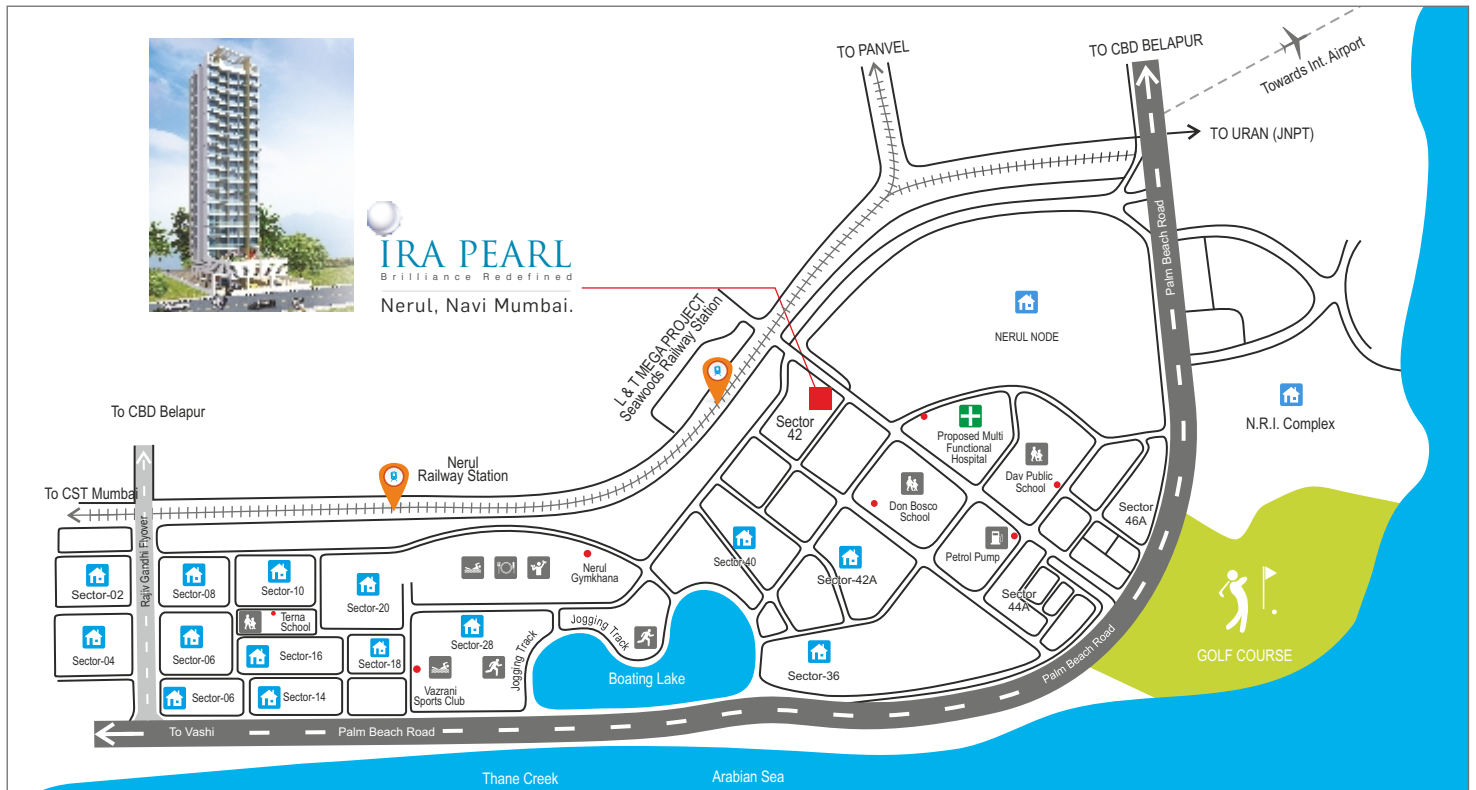 TO PANVEL
TO CBD BELAPUR
Towards Int. Airport
TO URAN (JNPT)
IRA PEARL
Brilliance Redefined
Nerul, Navi Mumbai.
Palm Beach Road
L & T MEGA PROJECT
Seawoods Railway Station
NERUL NODE
N.R.I. Complex
To CBD Belapur
Sector
42
Proposed Multi
Functional
Hospital
Nerul
Railway Station
Dav Public
School
To CST Mumbai
Don Bosco
School
Sector
46A
Rajiv Gandhi Flyover
Petrol Pump
Nerul
Gymkhana
Sector-40
Sector-42A
Sector-02
Sector-08
Sector-10
Sector-20
Sector
44A
Terna
School
Jogging Track
Sector-28
Jogging Track
Sector-04
Sector-06
Sector-16
Sector-18
GOLF COURSE
Palm Beach Road
Boating Lake
Sector-36
Sector-06
Sector-14
Vazrani
Sports Club
To Vashi
Palm Beach Road
Thane Creek
Arabian Sea